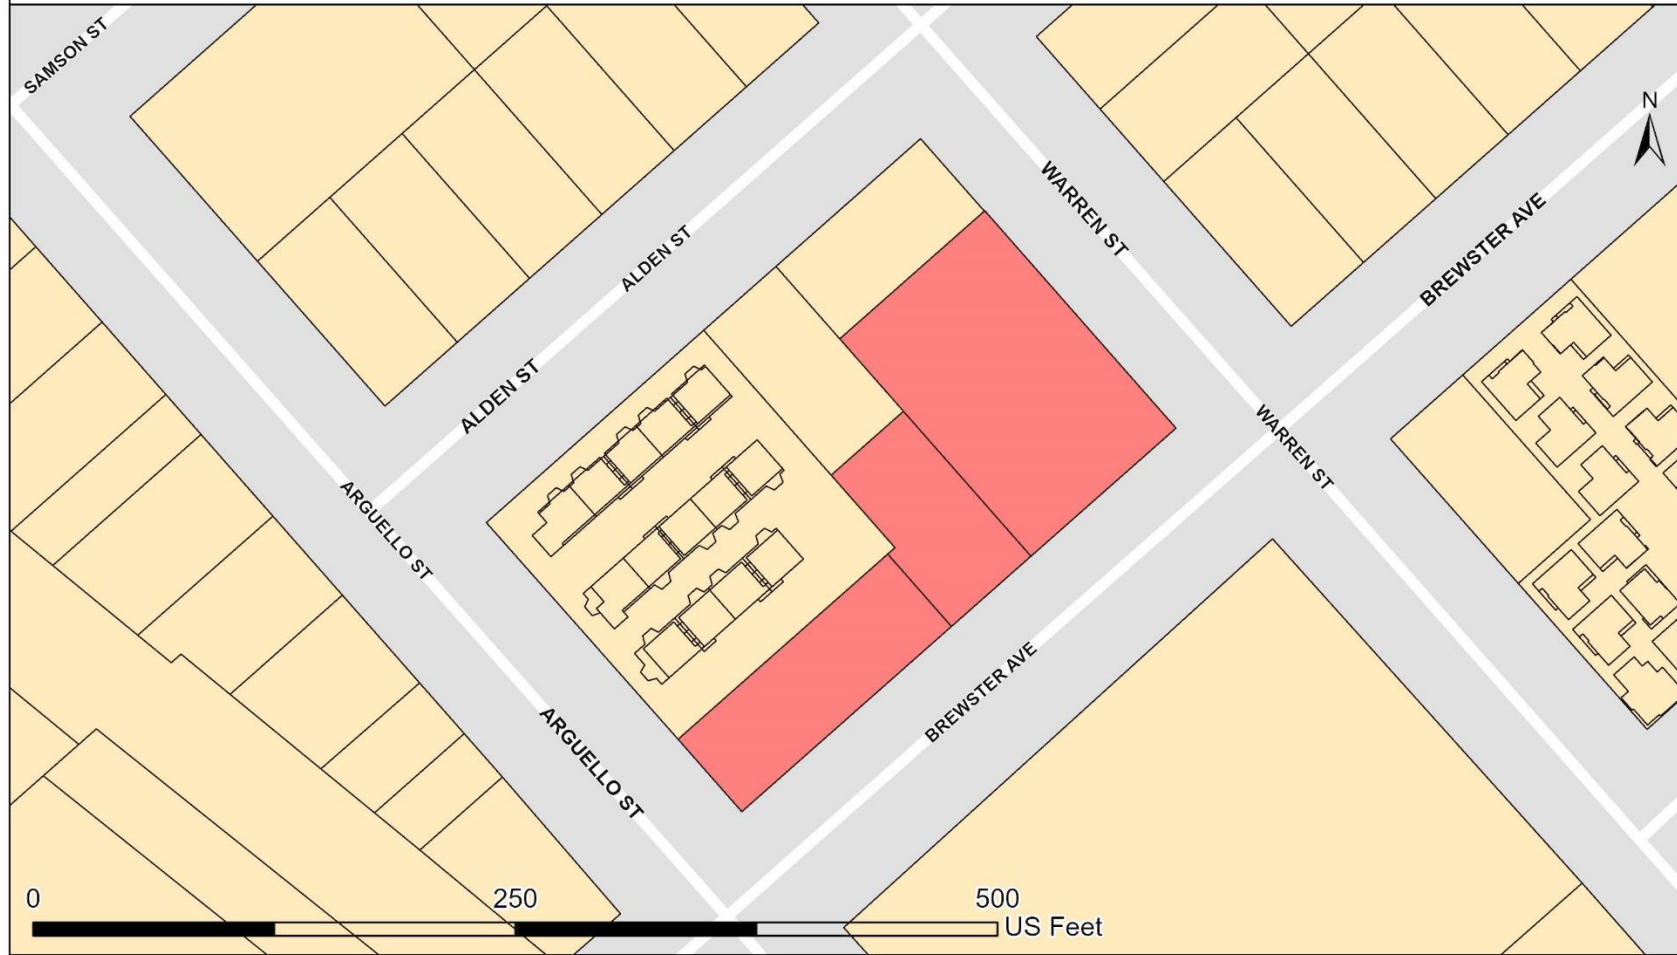 SAMSON ST
N
WARREN ST
BREWSTER AVE
ALDEN ST
ALDEN ST
WARREN ST
ARGUELLO ST
BREWSTER AVE
ARGUELLO ST
0 250 500
US Feet